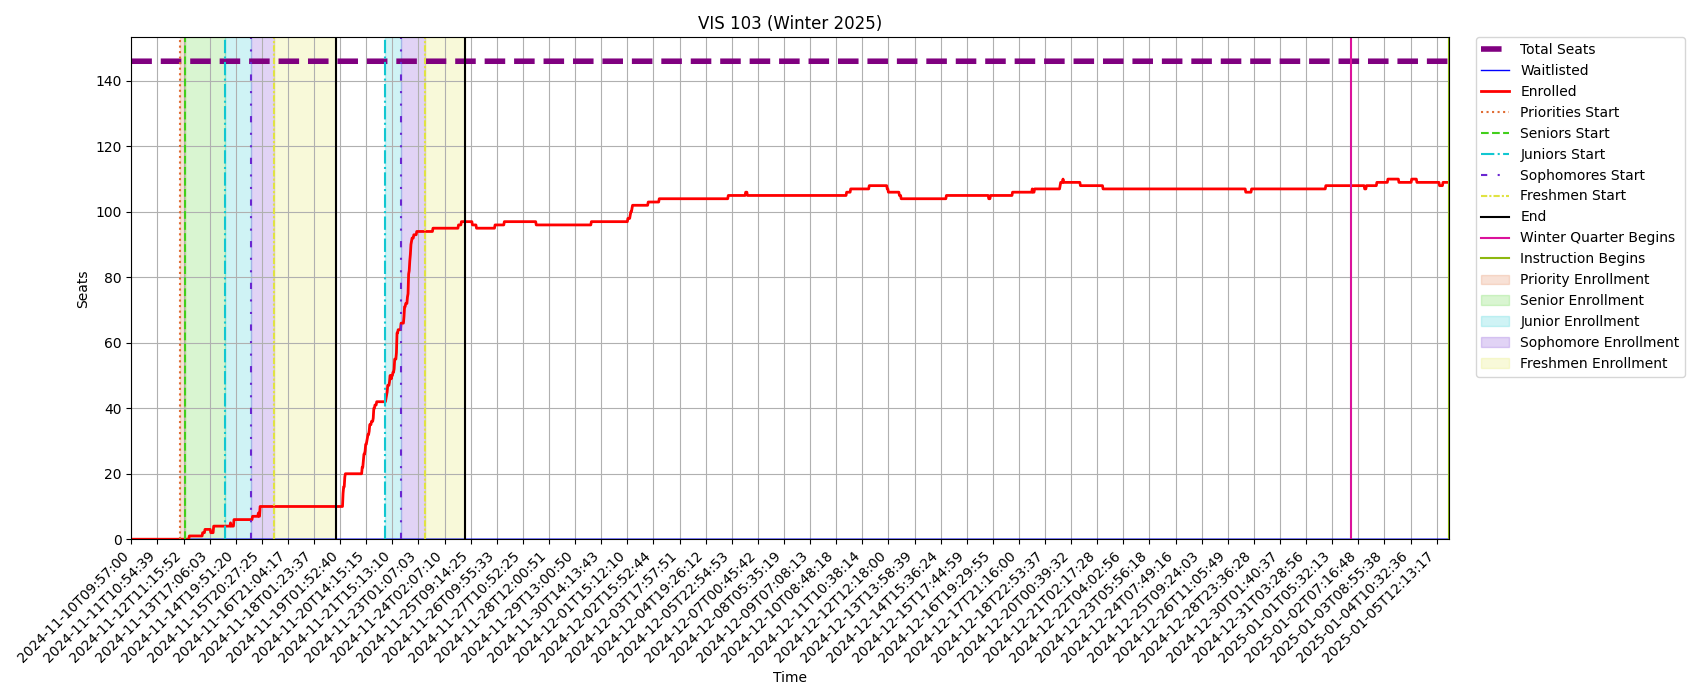 VIS 103 (Winter 2025)
Seats
140
120
100
80
60
40
20
0
2024-11-10T09:57:00
2024-11-11T10:54:39
2024-11-12T11:15:52
2024-11-13T17:06:03
2024-11-14T19:51:20
2024-11-15T20:27:25
2024-11-16T21:04:17
2024-11-18T01:23:37
2024-11-19T01:52:40
2024-11-20T14:15:15
2024-11-21T15:13:10
2024-11-24T02:07:03
2024-11-25T02:07:10
2024-11-25T09:14:25
2024-11-26T09:55:33
2024-11-27T10:52:25
2024-11-28T12:00:51
2024-11-29T13:00:50
2024-11-30T14:13:43
2024-12-01T15:12:10
2024-12-02T15:52:44
2024-12-03T17:57:51
2024-12-04T19:26:12
2024-12-05T22:54:53
2024-12-07T00:45:42
2024-12-08T05:35:19
2024-12-09T07:08:13
2024-12-10T08:48:18
2024-12-11T10:38:14
2024-12-12T12:18:00
2024-12-13T13:58:39
2024-12-14T15:36:24
2024-12-15T17:44:59
2024-12-16T19:29:55
2024-12-17T21:16:00
2024-12-18T22:53:37
2024-12-20T00:39:32
2024-12-21T02:17:28
2024-12-22T04:02:56
2024-12-23T05:56:18
2024-12-24T07:49:16
2024-12-25T09:24:03
2024-12-26T11:05:49
2024-12-28T23:36:28
2024-12-30T01:40:37
2024-12-31T03:28:56
2025-01-01T05:32:13
2025-01-02T07:16:48
2025-01-03T08:55:38
2025-01-04T10:32:36
2025-01-05T12:13:17
Time
Total Seats
Waitlisted
Enrolled
Priorities Start
Seniors Start
Juniors Start
Sophomores Start
Freshmen Start
End
Winter Quarter Begins
Instruction Begins
Priority Enrollment
Senior Enrollment
Junior Enrollment
Sophomore Enrollment
Freshmen Enrollment